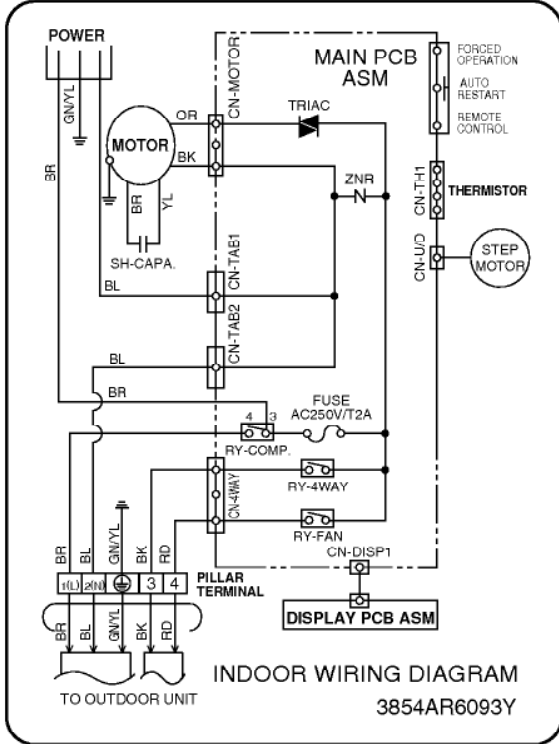 POWER
GN/YL
BR
MOTOR
OR
BK
BR
YL
SH-CAPA.
CN-MOTOR
MAIN PCB
ASM
TRIAC
ZNR
FORCED
OPERATION
AUTO
RESTART
REMOTE
CONTROL
CN-TH1
THERMISTOR
CN-U/D
STEP
MOTOR
CN-TAB1
BL
CN-TAB2
BL
BR
4 3
RY-COMP.
FUSE
AC250V/T2A
CN-4WAY
RY-4WAY
RY-FAN
CN-DISP1
DISPLAY PCB ASM
BR
BL
GN/YL
BK
RD
1(L)
2(N)
3
4
PILLAR
TERMINAL
BR
BL
GN/YL
BK
RD
TO OUTDOOR UNIT
INDOOR WIRING DIAGRAM
3854AR6093Y